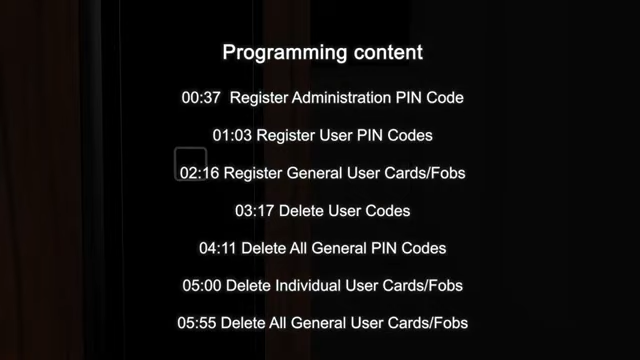 Programming content
00:37 Register Administration PIN Code
01:03 Register User PIN Codes
02:16 Register General User Cards/Fobs
03:17 Delete User Codes
04:11 Delete All General PIN Codes
05:00 Delete Individual User Cards/Fobs
05:55 Delete All General User Cards/Fobs